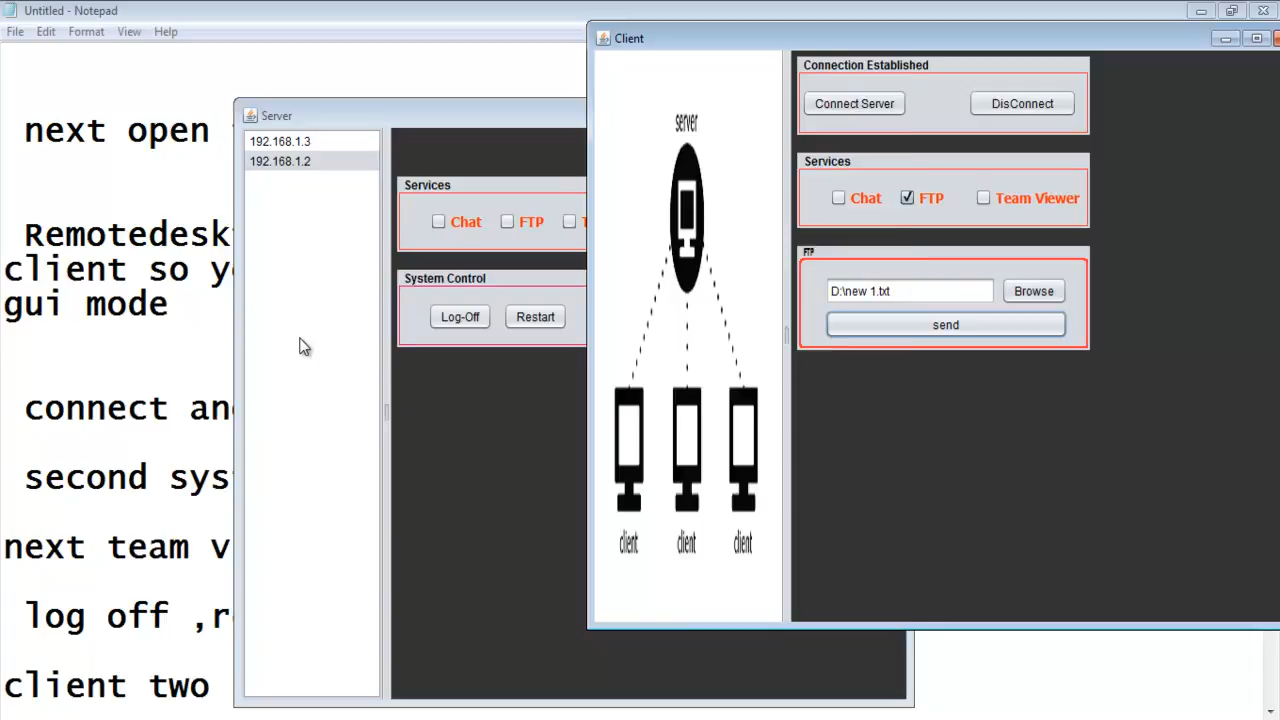 Untitled - Notepad
File Edit Format View Help
next open
Remotedesk
client so y
gui mode
connect an
second sys
next team v
log off ,r
client two
Server
192.168.1.3
192.168.1.2
Services
Chat FTP
System Control
Log-Off Restart
Client
server
client client client
Connection Established
Connect Server DisConnect
Services
Chat FTP Team Viewer
FTP
D:\new 1.txt Browse
send